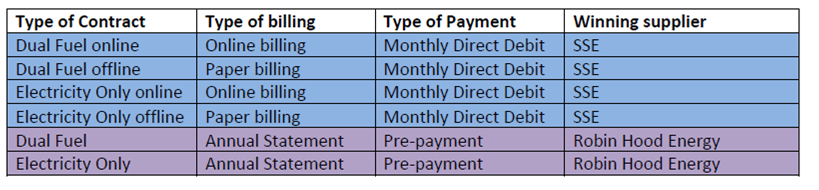 Type of Contract Type of billing Type of Payment Winning supplier
Dual Fuel online Online billing Monthly Direct Debit SSE
Dual Fuel offline Paper billing Monthly Direct Debit SSE
Electricity Only online Online billing Monthly Direct Debit SSE
Electricity Only offline Paper billing Monthly Direct Debit SSE
Dual Fuel Annual Statement Pre-payment Robin Hood Energy
Electricity Only Annual Statement Pre-payment Robin Hood Energy